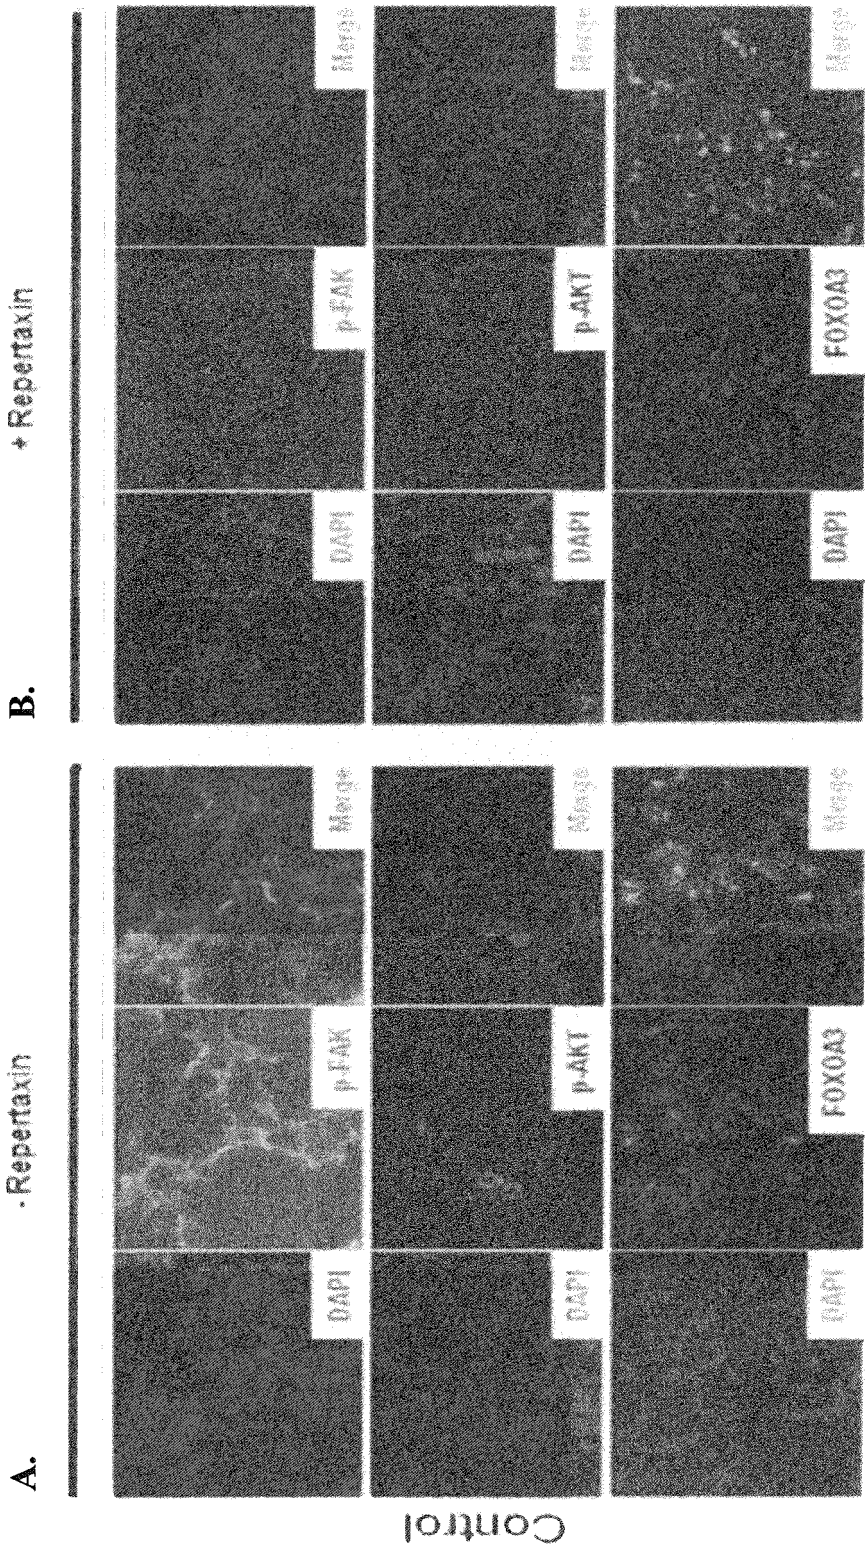 A.
B.
- Repertaxin
+ Repertaxin
Control
DAPI
p-FAK
Merge
DAPI
p-FAK
Merge
DAPI
p-AKT
Merge
DAPI
p-AKT
Merge
DAPI
FOXOA3
Merge
DAPI
FOXOA3
Merge